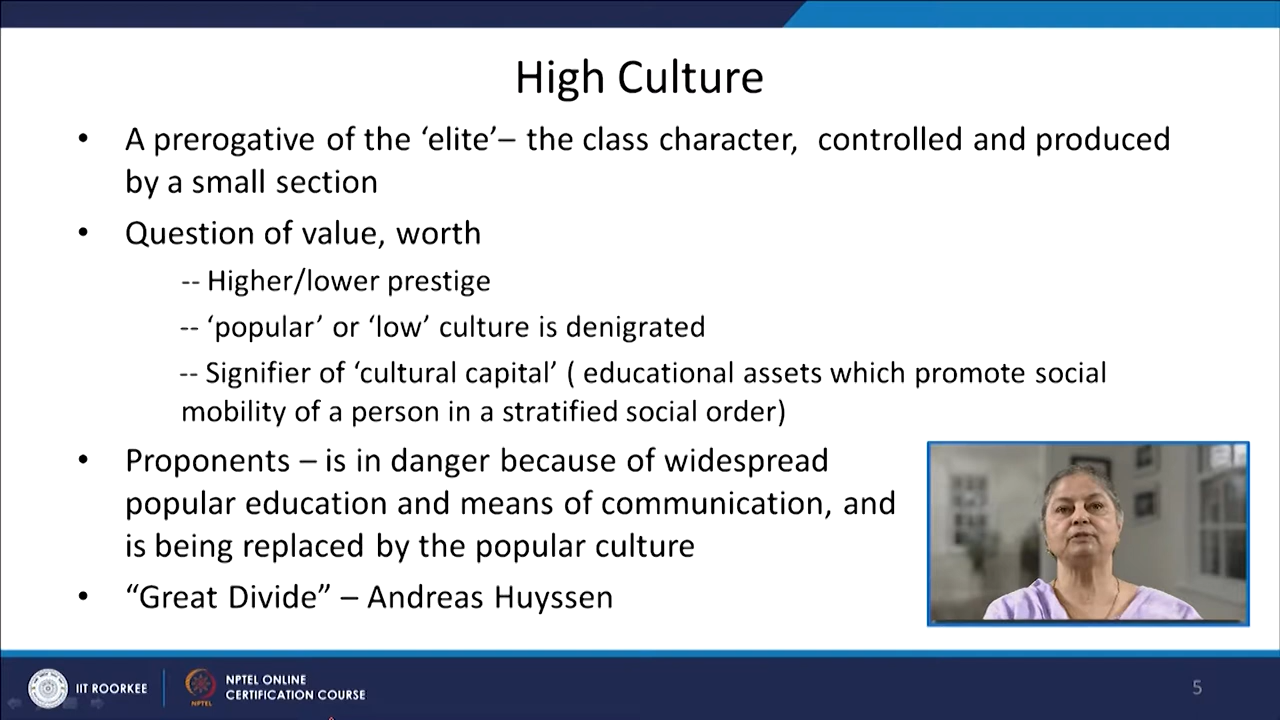 High Culture
• A prerogative of the ‘elite’– the class character, controlled and produced
by a small section
• Question of value, worth
-- Higher/lower prestige
-- ‘popular’ or ‘low’ culture is denigrated
-- Signifier of ‘cultural capital’ ( educational assets which promote social
mobility of a person in a stratified social order)
• Proponents – is in danger because of widespread
popular education and means of communication, and
is being replaced by the popular culture
• “Great Divide” – Andreas Huyssen
IIT ROORKEE
NPTEL
NPTEL ONLINE
CERTIFICATION COURSE
5